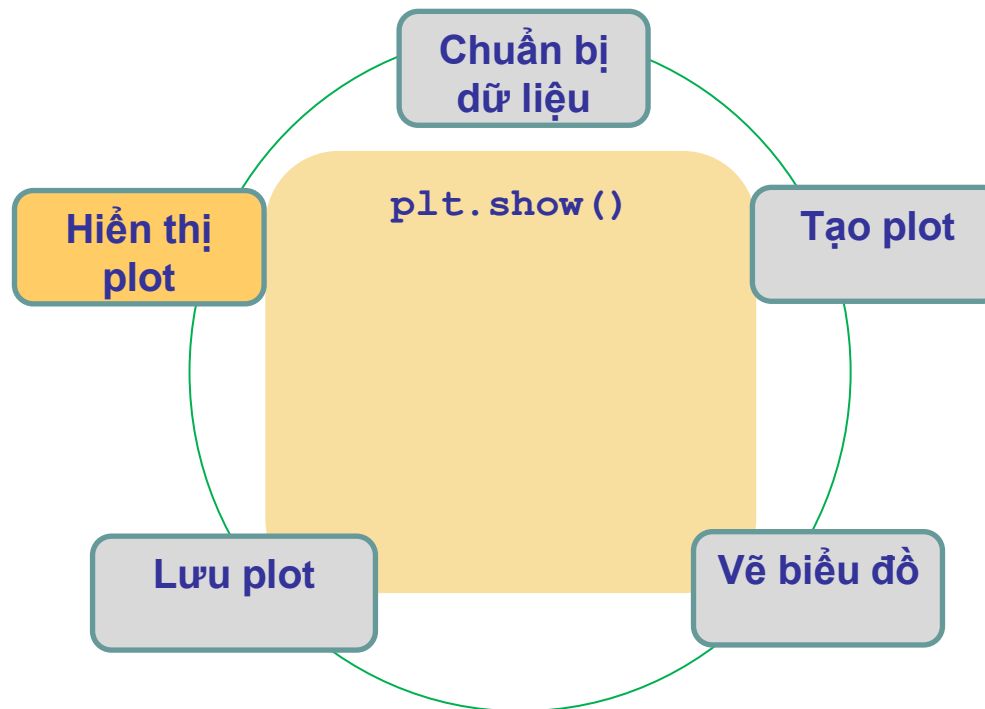 Chuẩn bị
dữ liệu
plt.show()
Hiển thị
plot
Tạo plot
Lưu plot
Vẽ biểu đồ